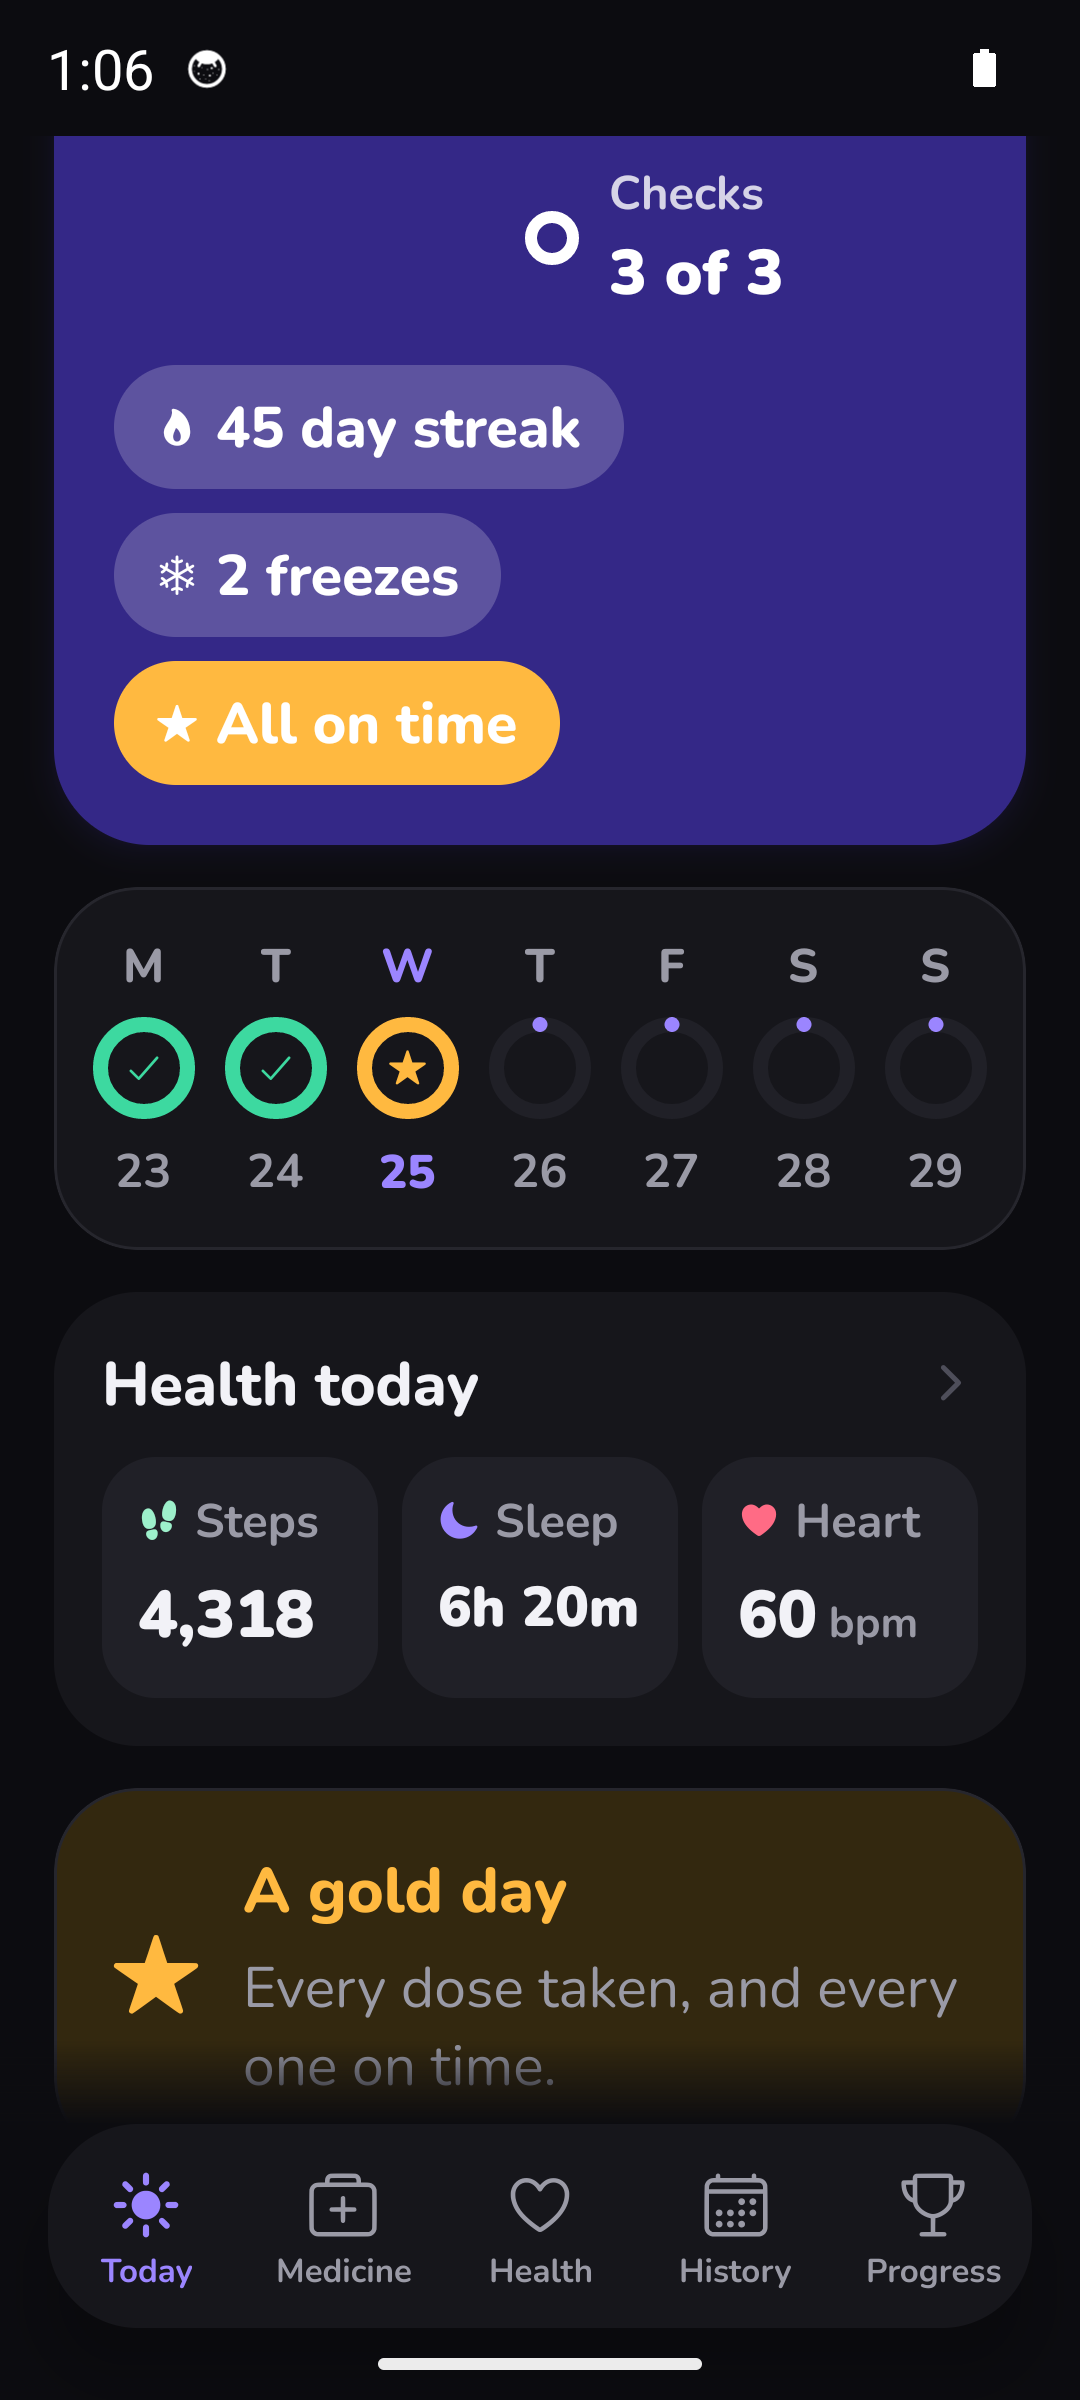 1:06
Checks
3 of 3
45 day streak
2 freezes
All on time
M T W T F S S
23 24 25 26 27 28 29
Health today
Steps Sleep Heart
4,318 6h 20m 60 bpm
A gold day
Every dose taken, and every
one on time.
Today Medicine Health History Progress